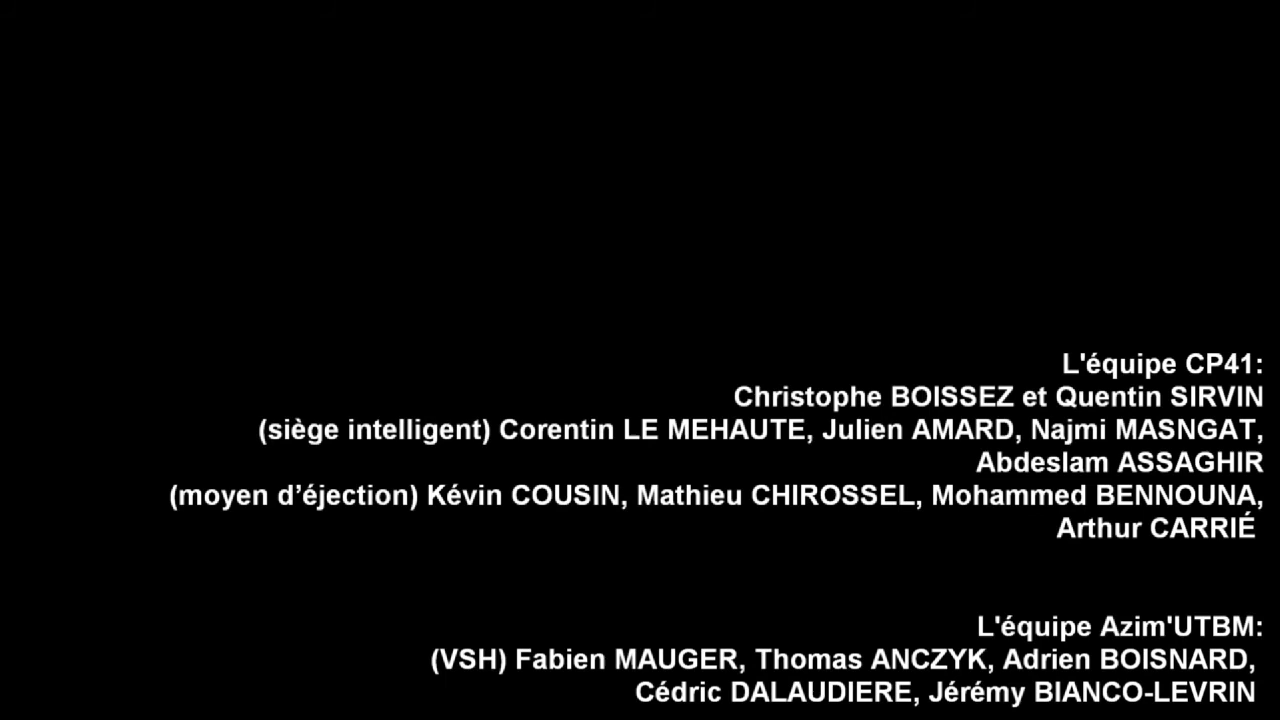 L'équipe CP41:
Christophe BOISSEZ et Quentin SIRVIN
(siège intelligent) Corentin LE MEHAUTE, Julien AMARD, Najmi MASNGAT,
Abdeslam ASSAGHIR
(moyen d’éjection) Kévin COUSIN, Mathieu CHIROSSEL, Mohammed BENNOUNA,
Arthur CARRIÉ
L'équipe Azim'UTBM:
(VSH) Fabien MAUGER, Thomas ANCZYK, Adrien BOISNARD,
Cédric DALAUDIERE, Jérémy BIANCO-LEVRIN